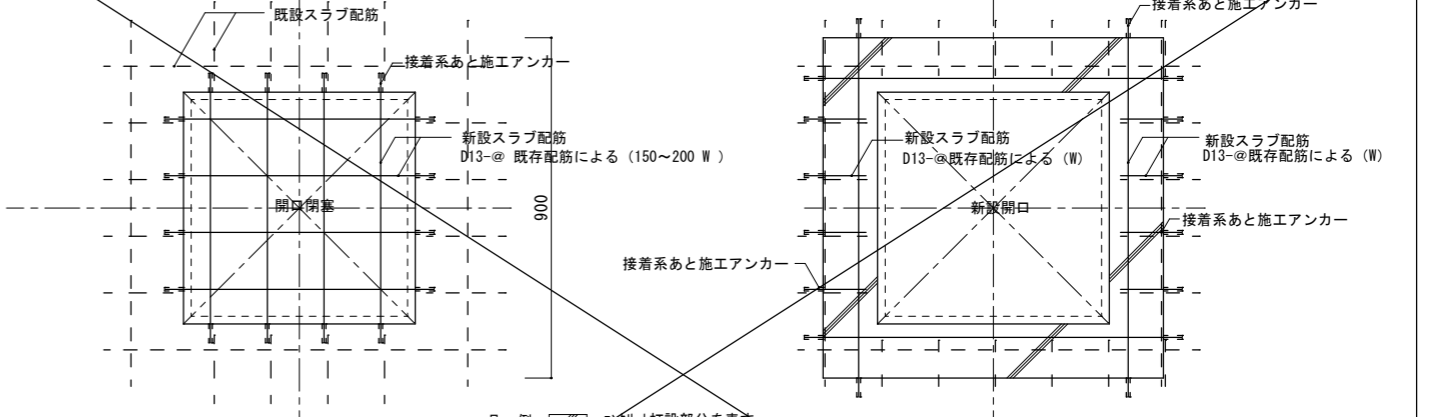 既設スラブ配筋
接着系あと施工アンカー
新設スラブ配筋
D13-@ 既存配筋による (150～200 W )
開口閉塞
900
接着系あと施工アンカー
新設スラブ配筋
D13-@既存配筋による (W)
新設スラブ配筋
D13-@既存配筋による (W)
新設開口
接着系あと施工アンカー
接着系あと施工アンカー